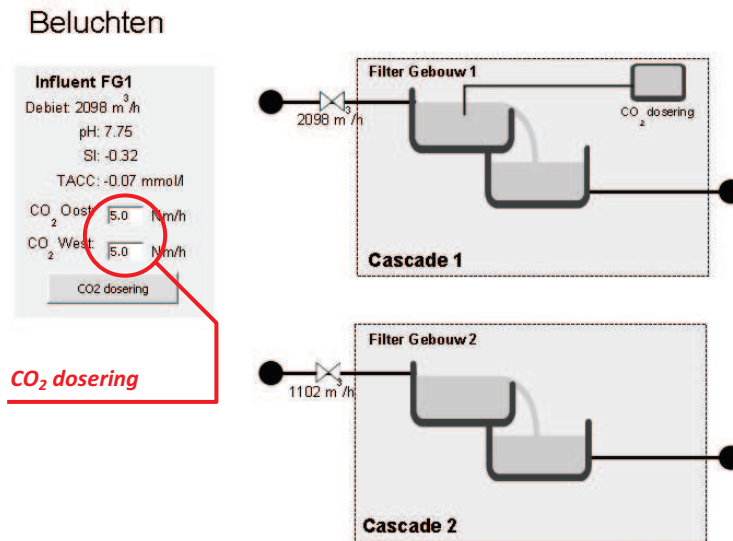 Beluchten
Influent FG1
Debiet: 2098 m³/h
pH: 7.75
SI: -0.32
TACC: -0.07 mmol/l
CO₂ Oost: 5.0 Nm/h
CO₂ West: 5.0 Nm/h
CO2 dosering
CO₂ dosering
Filter Gebouw 1
2098 m³/h
CO₂ dosering
Cascade 1
Filter Gebouw 2
1102 m³/h
Cascade 2